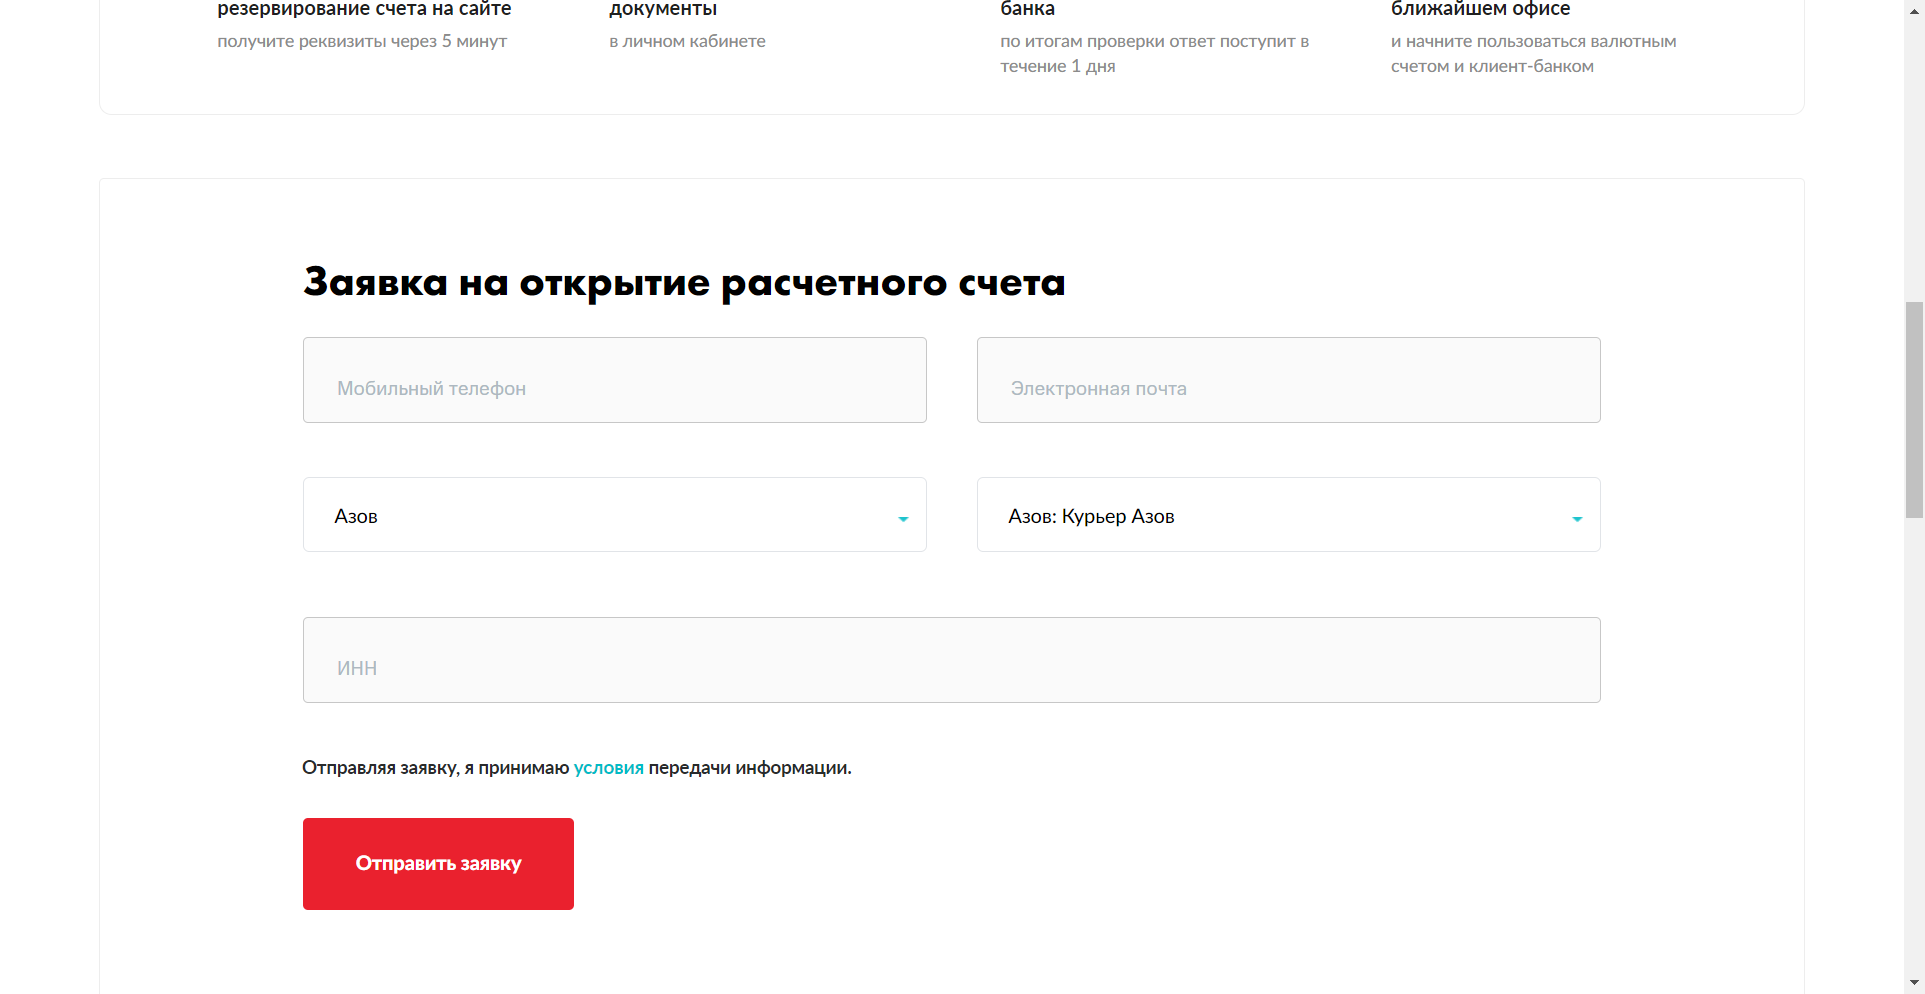 резервирование счета на сайте
получите реквизиты через 5 минут
документы
в личном кабинете
банка
по итогам проверки ответ поступит в
течение 1 дня
ближайшем офисе
и начните пользоваться валютным
счетом и клиент-банком
Заявка на открытие расчетного счета
Мобильный телефон
Электронная почта
Азов
Азов: Курьер Азов
ИНН
Отправляя заявку, я принимаю условия передачи информации.
Отправить заявку